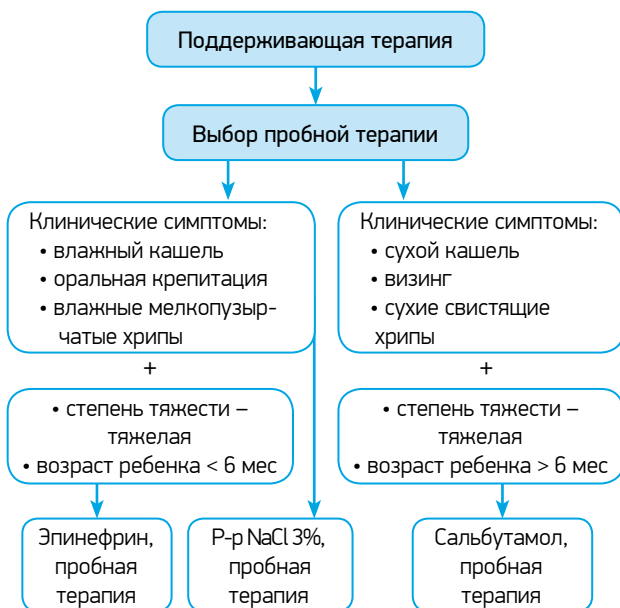 Поддерживающая терапия
Выбор пробной терапии
Клинические симптомы:
• влажный кашель
• оральная крепитация
• влажные мелкопузыр-
чатые хрипы
+
• степень тяжести –
тяжелая
• возраст ребенка < 6 мес
Эпинефрин,
пробная
терапия
Р-р NaCl 3%,
пробная
терапия
Клинические симптомы:
• сухой кашель
• визинг
• сухие свистящие
хрипы
+
• степень тяжести –
тяжелая
• возраст ребенка > 6 мес
Сальбутамол,
пробная
терапия